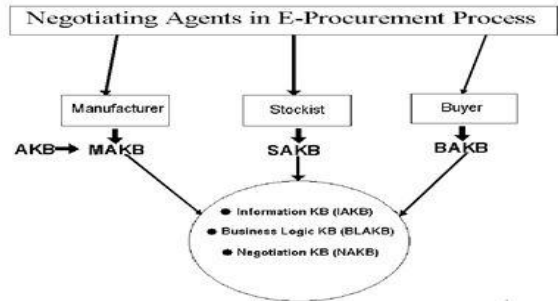 Negotiating Agents in E-Procurement Process
Manufacturer Stockist Buyer
AKB MAKB SAKB BAKB
● Information KB (IAKB)
● Business Logic KB (BLAKB)
● Negotiation KB (NAKB)